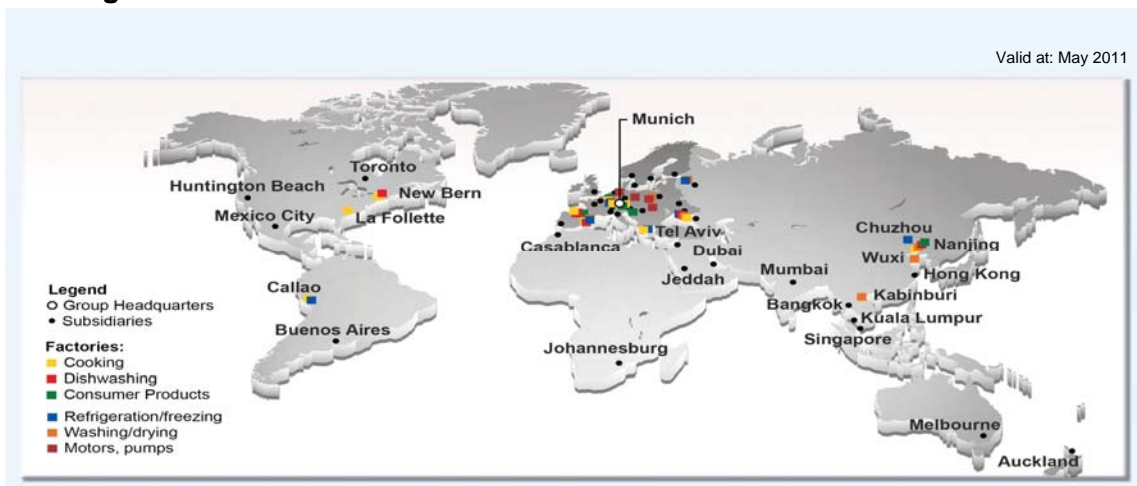 Valid at: May 2011
Munich
Toronto
Huntington Beach
New Bern
Mexico City
La Follette
Tel Aviv
Casablanca
Dubai
Jeddah
Chuzhou
Nanjing
Wuxi
Hong Kong
Mumbai
Bangkok
Kabinburi
Kuala Lumpur
Singapore
Callao
Buenos Aires
Johannesburg
Melbourne
Auckland
Legend
Group Headquarters
Subsidiaries
Factories:
Cooking
Dishwashing
Consumer Products
Refrigeration/freezing
Washing/drying
Motors, pumps